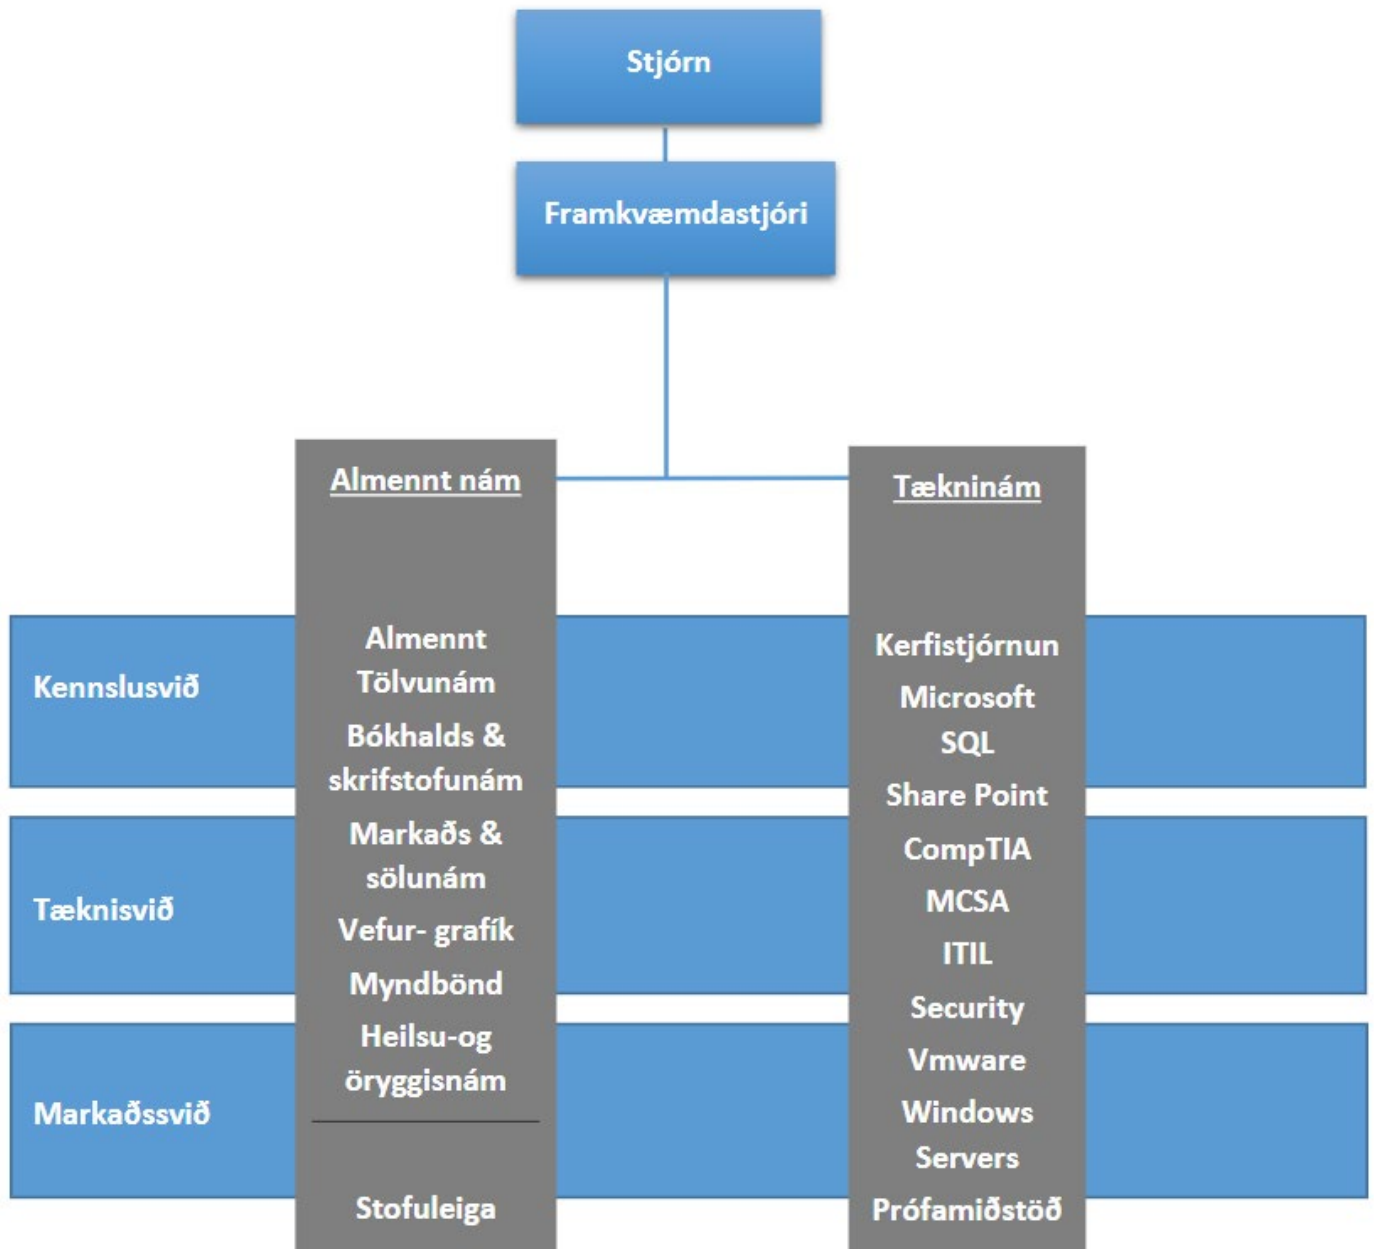 Stjórn
Framkvæmdastjóri
Almennt nám
Tækninám
Kennslusvið
Tæknisvið
Markaðssvið
Almennt
Tölvunám
Bókhalds &
skrifstofunám
Markaðs &
sölunám
Vefur- grafík
Myndbönd
Heilsu-og
öryggisnám
Stofuleiga
Kerfistjórnun
Microsoft
SQL
Share Point
CompTIA
MCSA
ITIL
Security
Vmware
Windows
Servers
Prófamiðstöð